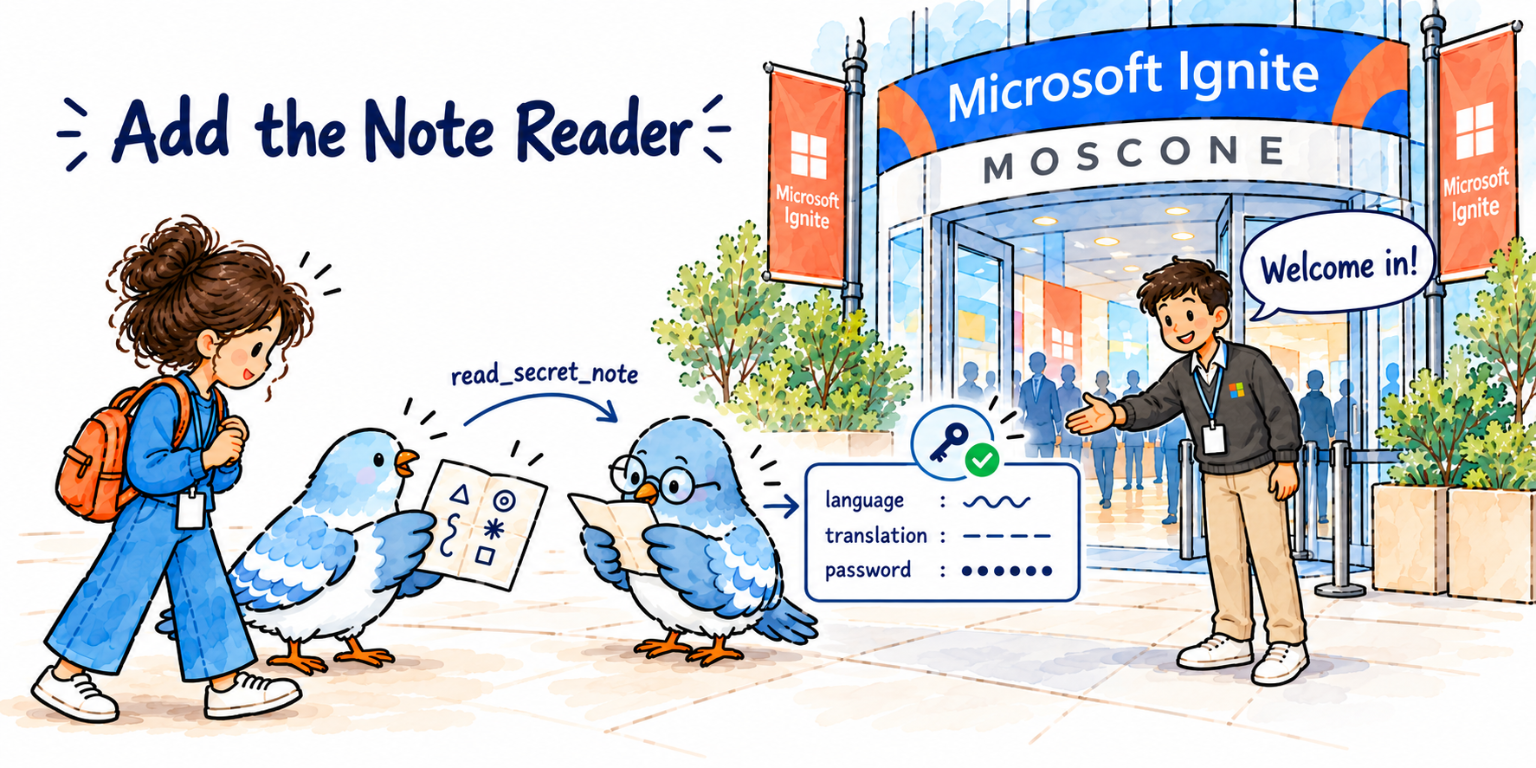 Add the Note Reader
Microsoft Ignite
MOSCONE
Microsoft
Ignite
Microsoft
Ignite
Welcome in!
read_secret_note
language :
translation :
password : ••••••